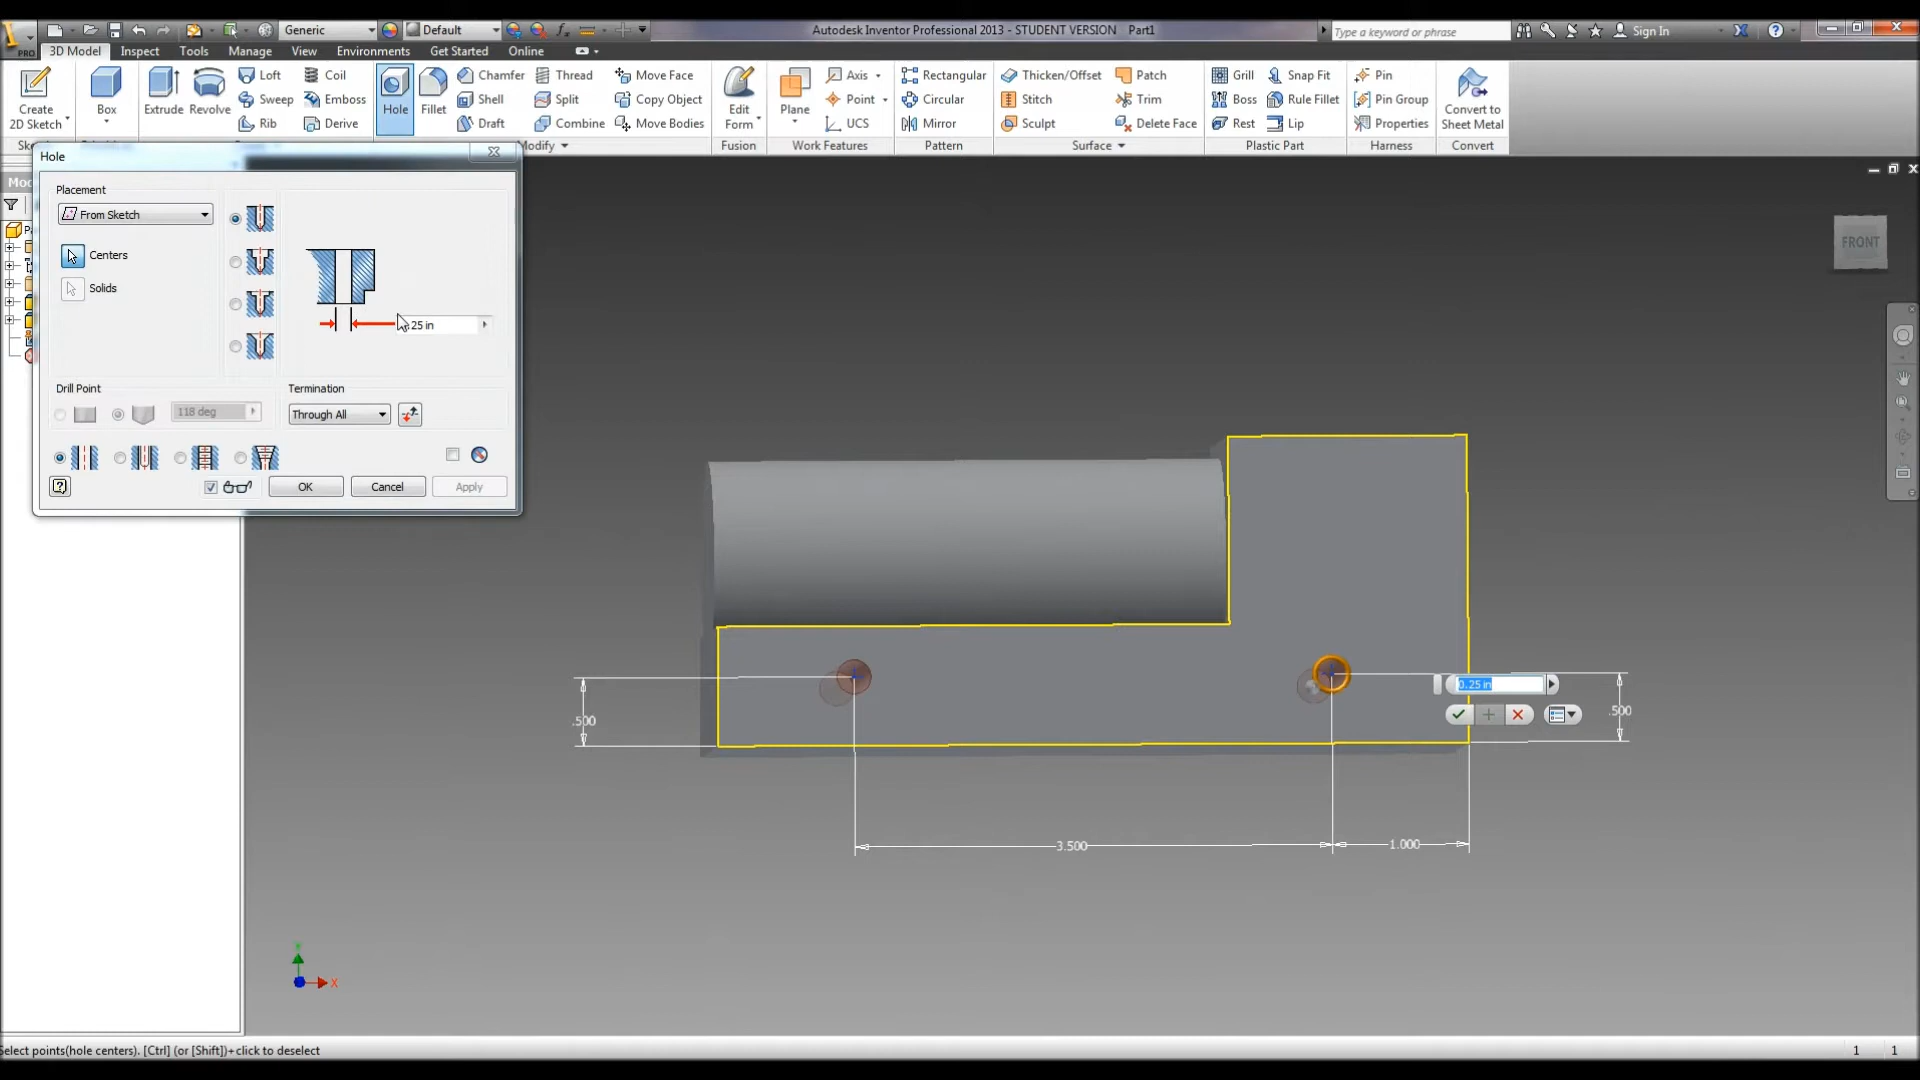 Generic
Default
Autodesk Inventor Professional 2013 - STUDENT VERSION Part1
Type a keyword or phrase
Sign In
PRO
3D Model Inspect Tools Manage View Environments Get Started Online
Create 2D Sketch
Box
Extrude
Revolve
Loft
Sweep
Rib
Coil
Emboss
Derive
Hole
Fillet
Chamfer
Shell
Draft
Thread
Split
Combine
Move Face
Copy Object
Move Bodies
Edit Form
Plane
Axis
Point
UCS
Rectangular
Circular
Mirror
Thicken/Offset
Stitch
Sculpt
Patch
Trim
Delete Face
Grill
Boss
Rest
Snap Fit
Rule Fillet
Lip
Pin
Pin Group
Properties
Convert to Sheet Metal
Modify
Fusion
Work Features
Pattern
Surface
Plastic Part
Harness
Convert
Hole
Placement
From Sketch
Centers
Solids
25 in
Drill Point
118 deg
Termination
Through All
OK
Cancel
Apply
FRONT
.500
0.25 in
.500
3.500
1.000
X
Select points(hole centers). [Ctrl] (or [Shift])+click to deselect
1 1